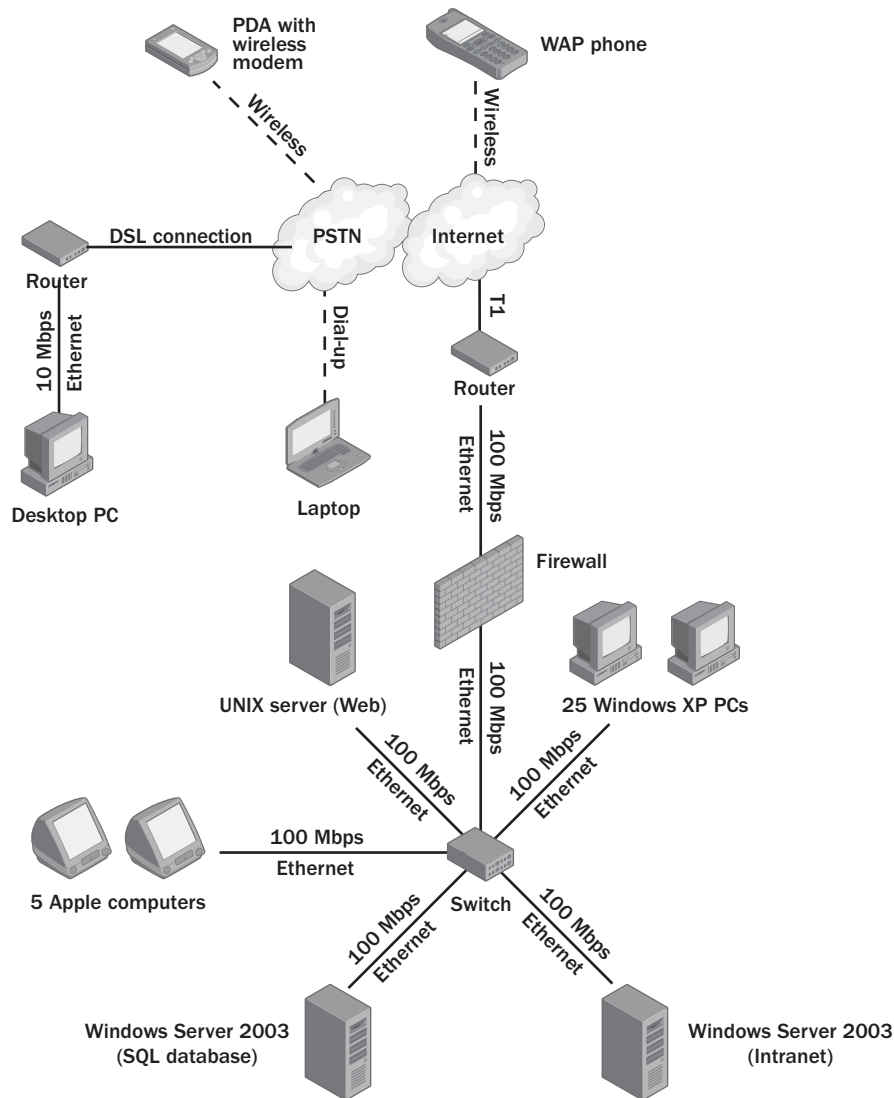 PDA with
wireless
modem
WAP phone
Wireless
Wireless
DSL connection
PSTN
Internet
Router
10 Mbps
Ethernet
Dial-up
T1
Router
Desktop PC
Laptop
100 Mbps
Ethernet
Firewall
100 Mbps
Ethernet
UNIX server (Web)
25 Windows XP PCs
100 Mbps
Ethernet
100 Mbps
Ethernet
100 Mbps
Ethernet
5 Apple computers
Switch
100 Mbps
Ethernet
100 Mbps
Ethernet
Windows Server 2003
(SQL database)
Windows Server 2003
(Intranet)